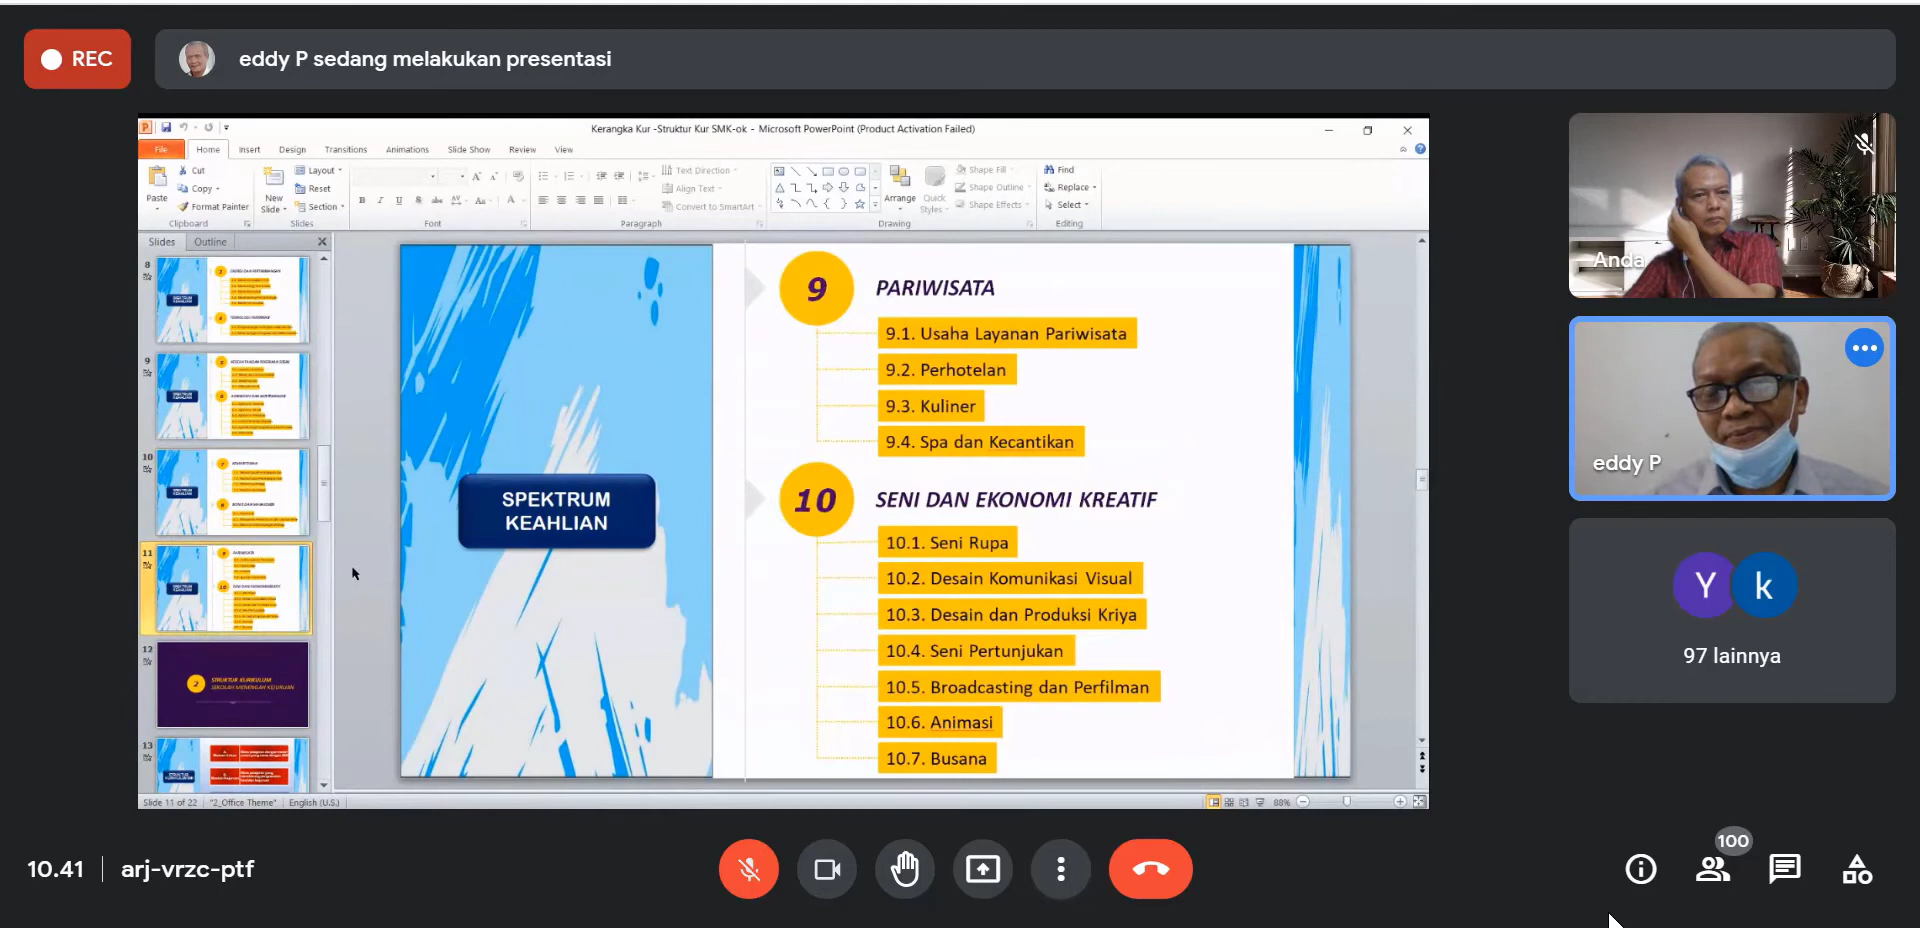 REC
eddy P sedang melakukan presentasi
Kerangka Kur -Struktur Kur SMK-ok - Microsoft PowerPoint (Product Activation Failed)
File Home Insert Design Transitions Animations Slide Show Review View
Paste
Cut
Copy
Format Painter
Clipboard
New Slide
Layout
Reset
Section
Slides
Font
Text Direction
Align Text
Convert to SmartArt
Paragraph
Arrange
Quick Styles
Shape Fill
Shape Outline
Shape Effects
Drawing
Find
Replace
Select
Editing
Slides Outline
8
9
10
11
12
13
SPEKTRUM
KEAHLIAN
9 PARIWISATA
9.1. Usaha Layanan Pariwisata
9.2. Perhotelan
9.3. Kuliner
9.4. Spa dan Kecantikan
10 SENI DAN EKONOMI KREATIF
10.1. Seni Rupa
10.2. Desain Komunikasi Visual
10.3. Desain dan Produksi Kriya
10.4. Seni Pertunjukan
10.5. Broadcasting dan Perfilman
10.6. Animasi
10.7. Busana
Slide 11 of 22 "2_Office Theme" English (U.S.)
88%
Anda
eddy P
Y k
97 lainnya
10.41 arj-vrzc-ptf
100